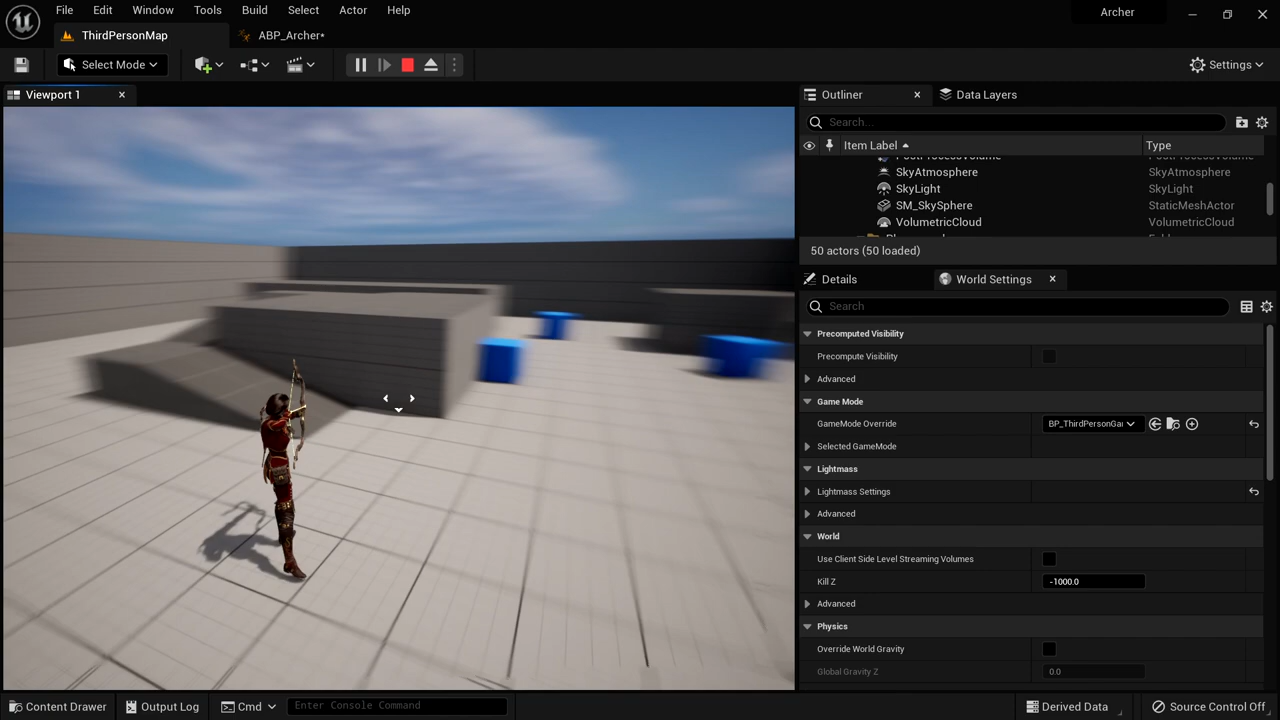 File Edit Window Tools Build Select Actor Help
Archer
ThirdPersonMap
ABP_Archer*
Select Mode
Settings
Viewport 1
Outliner
Data Layers
Search...
Item Label
Type
PostProcessVolume
SkyAtmosphere SkyAtmosphere
SkyLight SkyLight
SM_SkySphere StaticMeshActor
VolumetricCloud VolumetricCloud
50 actors (50 loaded)
Details
World Settings
Search
Precomputed Visibility
Precompute Visibility
Advanced
Game Mode
GameMode Override BP_ThirdPersonGa
Selected GameMode
Lightmass
Lightmass Settings
Advanced
World
Use Client Side Level Streaming Volumes
Kill Z -1000.0
Advanced
Physics
Override World Gravity
Global Gravity Z 0.0
Content Drawer
Output Log
Cmd
Enter Console Command
Derived Data
Source Control Off